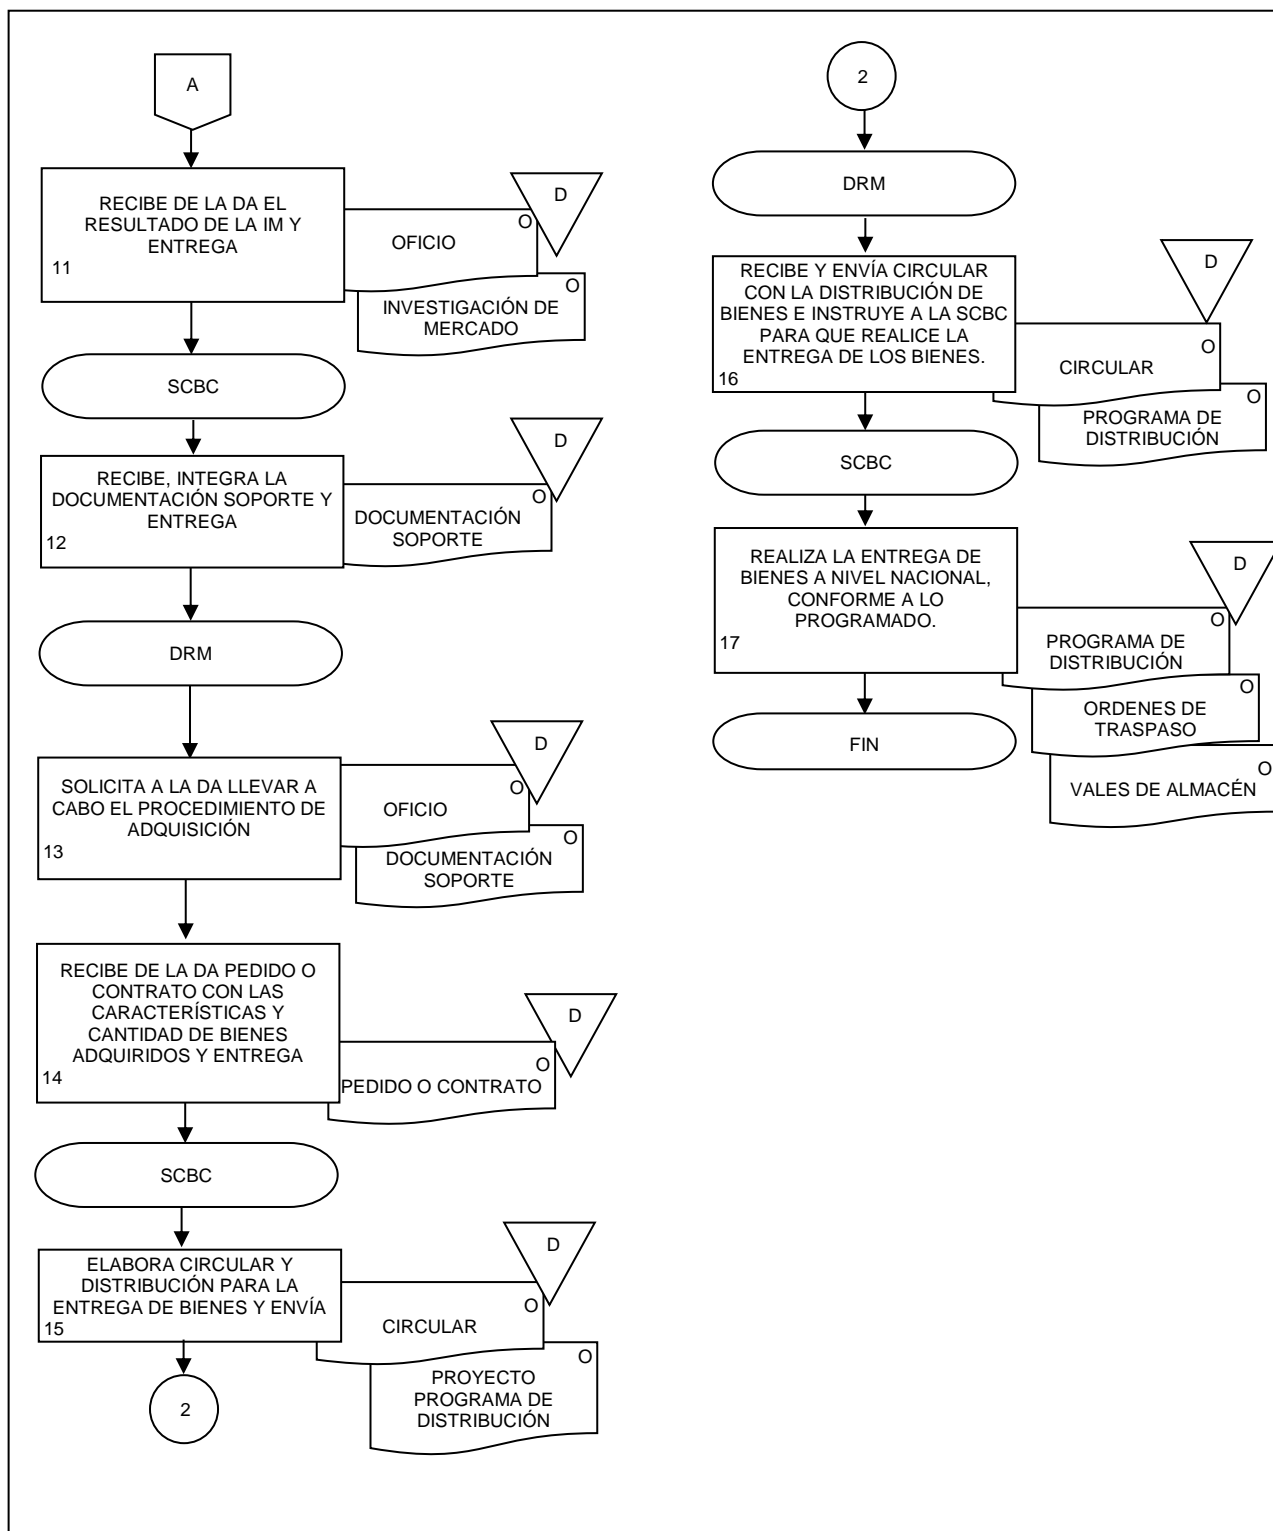 A
RECIBE DE LA DA EL
RESULTADO DE LA IM Y
ENTREGA
11
D
O
OFICIO
O
INVESTIGACIÓN DE
MERCADO
SCBC
RECIBE, INTEGRA LA
DOCUMENTACIÓN SOPORTE Y
ENTREGA
12
D
O
DOCUMENTACIÓN
SOPORTE
DRM
SOLICITA A LA DA LLEVAR A
CABO EL PROCEDIMIENTO DE
ADQUISICIÓN
13
D
O
OFICIO
O
DOCUMENTACIÓN
SOPORTE
RECIBE DE LA DA PEDIDO O
CONTRATO CON LAS
CARACTERÍSTICAS Y
CANTIDAD DE BIENES
ADQUIRIDOS Y ENTREGA
14
D
O
PEDIDO O CONTRATO
SCBC
ELABORA CIRCULAR Y
DISTRIBUCIÓN PARA LA
ENTREGA DE BIENES Y ENVÍA
15
D
O
CIRCULAR
O
PROYECTO
PROGRAMA DE
DISTRIBUCIÓN
2
2
DRM
RECIBE Y ENVÍA CIRCULAR
CON LA DISTRIBUCIÓN DE
BIENES E INSTRUYE A LA SCBC
PARA QUE REALICE LA
ENTREGA DE LOS BIENES.
16
D
O
CIRCULAR
O
PROGRAMA DE
DISTRIBUCIÓN
SCBC
REALIZA LA ENTREGA DE
BIENES A NIVEL NACIONAL,
CONFORME A LO
PROGRAMADO.
17
D
O
PROGRAMA DE
DISTRIBUCIÓN
O
ORDENES DE
TRASPASO
O
VALES DE ALMACÉN
FIN